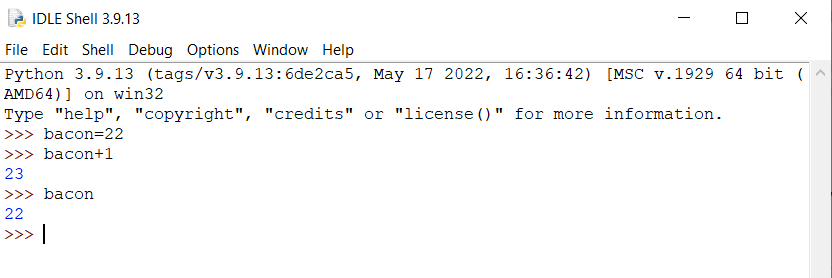 IDLE Shell 3.9.13
File Edit Shell Debug Options Window Help
Python 3.9.13 (tags/v3.9.13:6de2ca5, May 17 2022, 16:36:42) [MSC v.1929 64 bit (
AMD64)] on win32
Type "help", "copyright", "credits" or "license()" for more information.
>>> bacon=22
>>> bacon+1
23
>>> bacon
22
>>>